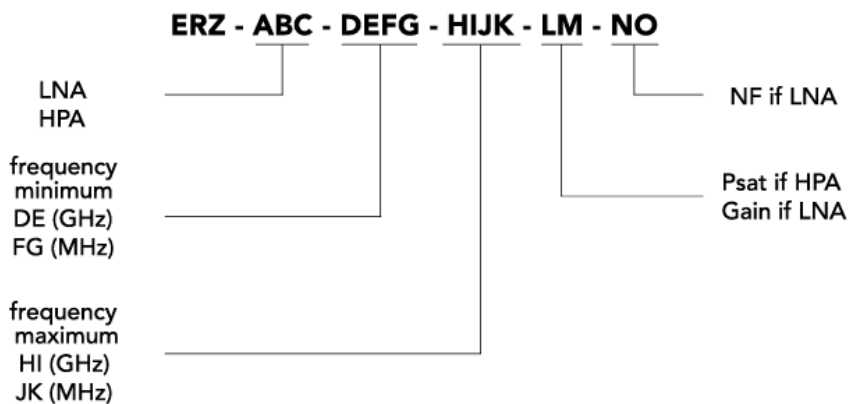 ERZ - ABC - DEFG - HIJK - LM - NO
LNA
HPA
NF if LNA
frequency
minimum
DE (GHz)
FG (MHz)
Psat if HPA
Gain if LNA
frequency
maximum
HI (GHz)
JK (MHz)